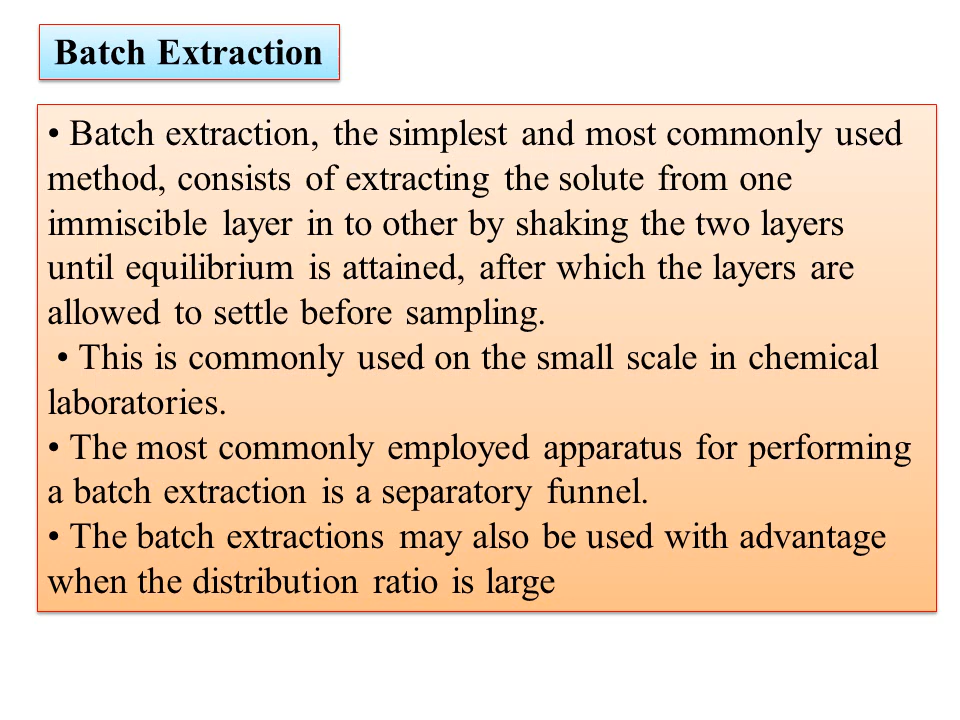 Batch Extraction
• Batch extraction, the simplest and most commonly used
method, consists of extracting the solute from one
immiscible layer in to other by shaking the two layers
until equilibrium is attained, after which the layers are
allowed to settle before sampling.
• This is commonly used on the small scale in chemical
laboratories.
• The most commonly employed apparatus for performing
a batch extraction is a separatory funnel.
• The batch extractions may also be used with advantage
when the distribution ratio is large